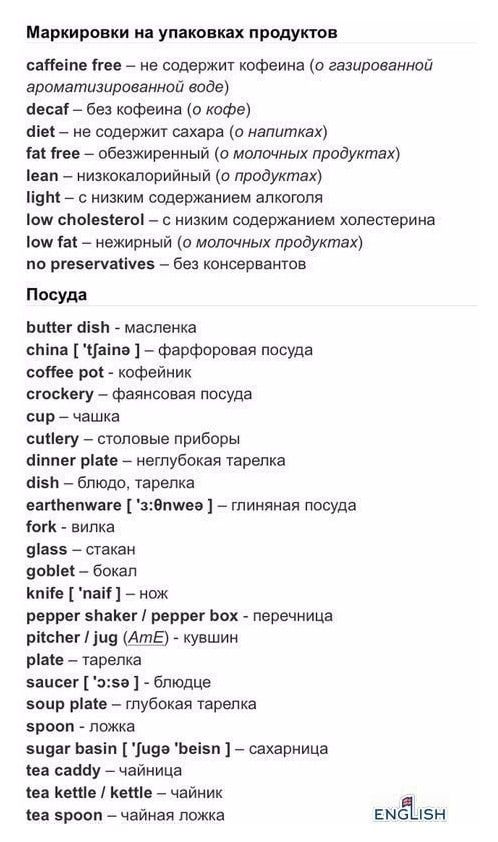 Маркировки на упаковках продуктов
caffeine free – не содержит кофеина (о газированной
ароматизированной воде)
decaf – без кофеина (о кофе)
diet – не содержит сахара (о напитках)
fat free – обезжиренный (о молочных продуктах)
lean – низкокалорийный (о продуктах)
light – с низким содержанием алкоголя
low cholesterol – с низким содержанием холестерина
low fat – нежирный (о молочных продуктах)
no preservatives – без консервантов
Посуда
butter dish - масленка
china [ 'tʃainə ] – фарфоровая посуда
coffee pot - кофейник
crockery – фаянсовая посуда
cup – чашка
cutlery – столовые приборы
dinner plate – неглубокая тарелка
dish – блюдо, тарелка
earthenware [ 'ɜ:θnweə ] – глиняная посуда
fork - вилка
glass – стакан
goblet – бокал
knife [ 'naif ] – нож
pepper shaker / pepper box - перечница
pitcher / jug (AmE) - кувшин
plate – тарелка
saucer [ 'ɔ:sə ] - блюдце
soup plate – глубокая тарелка
spoon - ложка
sugar basin [ 'ʃugə 'beisn ] – сахарница
tea caddy – чайница
tea kettle / kettle – чайник
tea spoon – чайная ложка
ENGLISH